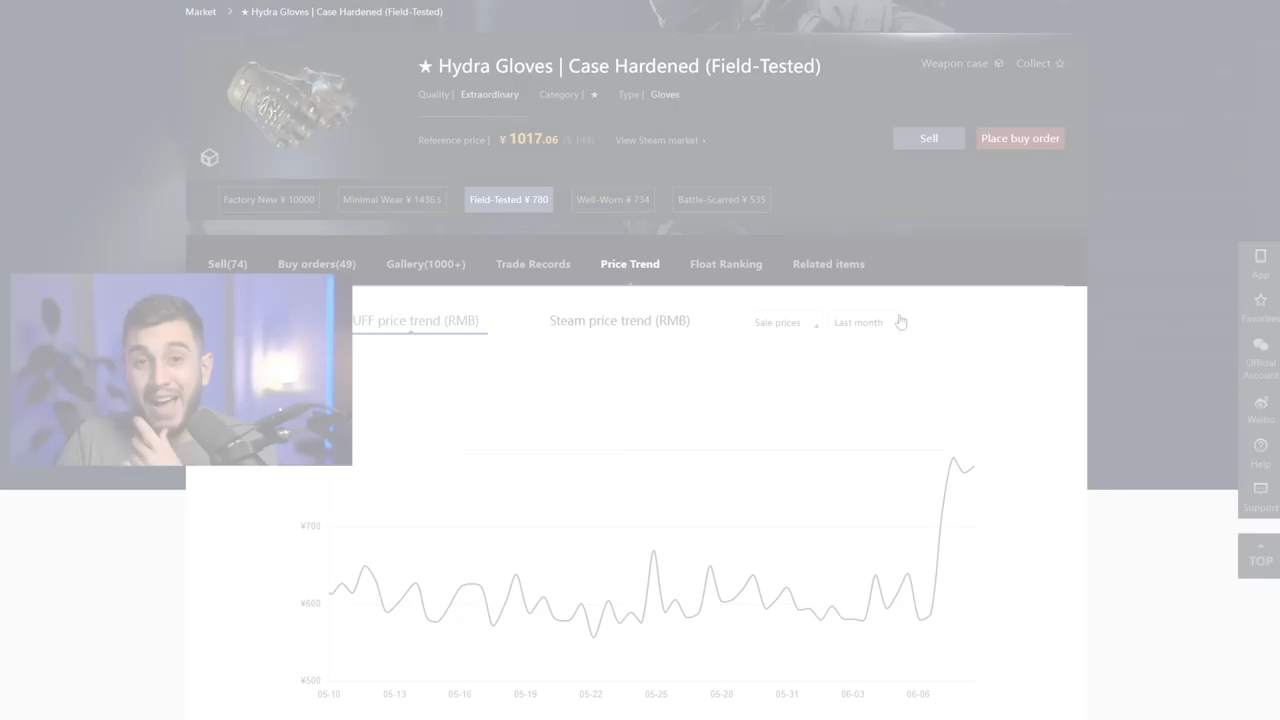 Market > ★ Hydra Gloves | Case Hardened (Field-Tested)
★ Hydra Gloves | Case Hardened (Field-Tested)
Weapon case
Collect
Quality | Extraordinary Category | ★ Type | Gloves
Reference price | ¥ 1017.06 ($ 143) View Steam market
Sell
Place buy order
Factory New ¥ 10000
Minimal Wear ¥ 1436.5
Field-Tested ¥ 780
Well-Worn ¥ 734
Battle-Scarred ¥ 535
Sell(74)
Buy orders(49)
Gallery(1000+)
Trade Records
Price Trend
Float Ranking
Related items
UFF price trend (RMB)
Steam price trend (RMB)
Sale prices
Last month
App
Favorites
Official
Account
Weibo
Help
Support
TOP
¥700
¥600
¥500
05-10 05-13 05-16 05-19 05-22 05-25 05-28 05-31 06-03 06-06